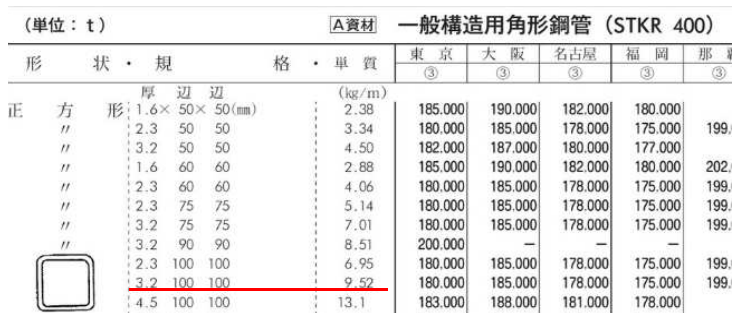 (単位：t) A資材 一般構造用角形鋼管（STKR 400）
形 状 ・ 規 格 ・ 単 質 東 京 大 阪 名古屋 福 岡 那
③ ③ ③ ③ ③
厚 辺 辺 (kg/m)
正 方 形 1.6× 50× 50(mm) 2.38 185.000 190.000 182.000 180.000
〃 2.3 50 50 3.34 180.000 185.000 178.000 175.000 199.
〃 3.2 50 50 4.50 182.000 187.000 180.000 177.000
〃 1.6 60 60 2.88 185.000 190.000 182.000 180.000 202.
〃 2.3 60 60 4.06 180.000 185.000 178.000 175.000 199.
〃 2.3 75 75 5.14 180.000 185.000 178.000 175.000 199.
〃 3.2 75 75 7.01 180.000 185.000 178.000 175.000 199.
〃 3.2 90 90 8.51 200.000 − − −
2.3 100 100 6.95 180.000 185.000 178.000 175.000 199.
3.2 100 100 9.52 180.000 185.000 178.000 175.000 199.
4.5 100 100 13.1 183.000 188.000 181.000 178.000